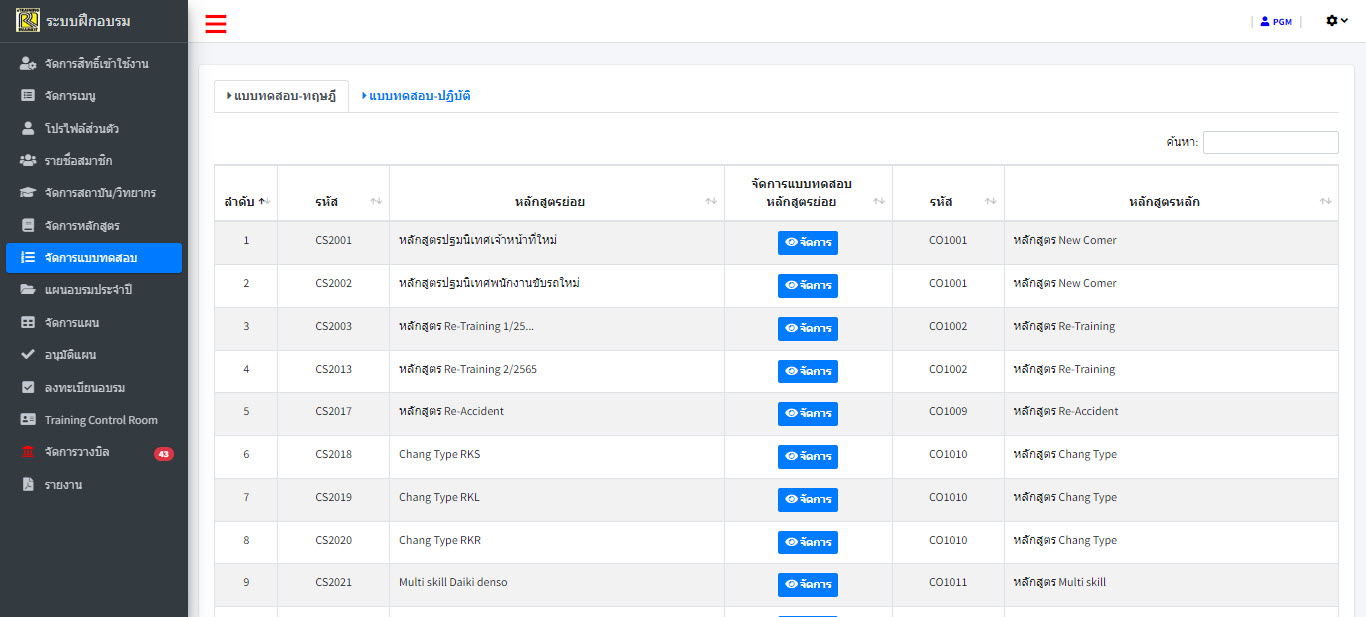 ระบบฝึกอบรม
PGM
จัดการสิทธิ์เข้าใช้งาน
จัดการเมนู
โปรไฟล์ส่วนตัว
รายชื่อสมาชิก
จัดการสถาบัน/วิทยากร
จัดการหลักสูตร
จัดการแบบทดสอบ
แผนอบรมประจำปี
จัดการแผน
อนุมัติแผน
ลงทะเบียนอบรม
Training Control Room
จัดการวางบิล 43
รายงาน
แบบทดสอบ-ทฤษฎี แบบทดสอบ-ปฏิบัติ
ค้นหา:
ลำดับ รหัส หลักสูตรย่อย จัดการแบบทดสอบ หลักสูตรย่อย รหัส หลักสูตรหลัก
1 CS2001 หลักสูตรปฐมนิเทศเจ้าหน้าที่ใหม่ จัดการ CO1001 หลักสูตร New Comer
2 CS2002 หลักสูตรปฐมนิเทศพนักงานขับรถใหม่ จัดการ CO1001 หลักสูตร New Comer
3 CS2003 หลักสูตร Re-Training 1/25... จัดการ CO1002 หลักสูตร Re-Training
4 CS2013 หลักสูตร Re-Training 2/2565 จัดการ CO1002 หลักสูตร Re-Training
5 CS2017 หลักสูตร Re-Accident จัดการ CO1009 หลักสูตร Re-Accident
6 CS2018 Chang Type RKS จัดการ CO1010 หลักสูตร Chang Type
7 CS2019 Chang Type RKL จัดการ CO1010 หลักสูตร Chang Type
8 CS2020 Chang Type RKR จัดการ CO1010 หลักสูตร Chang Type
9 CS2021 Multi skill Daiki denso จัดการ CO1011 หลักสูตร Multi skill